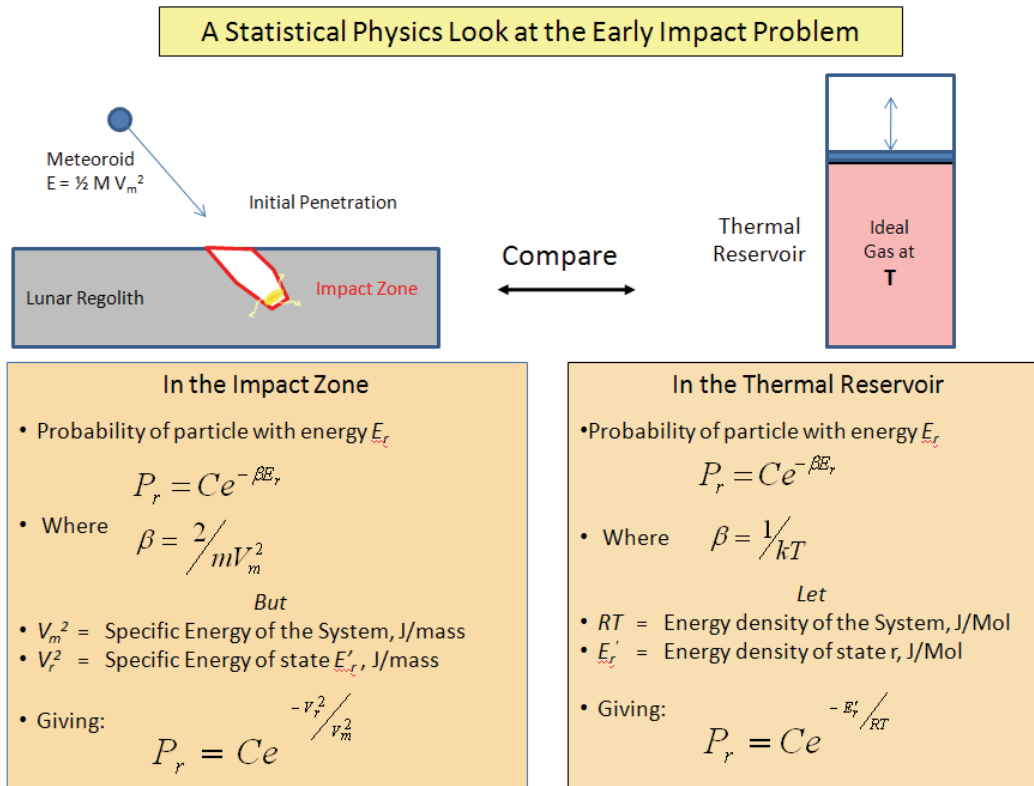 A Statistical Physics Look at the Early Impact Problem
Meteoroid
E = ½ M Vₘ²
Initial Penetration
Lunar Regolith
Impact Zone
Compare
Thermal
Reservoir
Ideal
Gas at
T
In the Impact Zone
• Probability of particle with energy Eᵣ
Pᵣ = Ce^(-βEᵣ)
• Where β = 2/mVₘ²
But
• Vₘ² = Specific Energy of the System, J/mass
• Vᵣ² = Specific Energy of state E′ᵣ , J/mass
• Giving: Pᵣ = Ce^(-Vᵣ²/Vₘ²)
In the Thermal Reservoir
•Probability of particle with energy Eᵣ
Pᵣ = Ce^(-βEᵣ)
• Where β = 1/kT
Let
• RT = Energy density of the System, J/Mol
• Eᵣ' = Energy density of state r, J/Mol
• Giving: Pᵣ = Ce^(-Eᵣ′/RT)